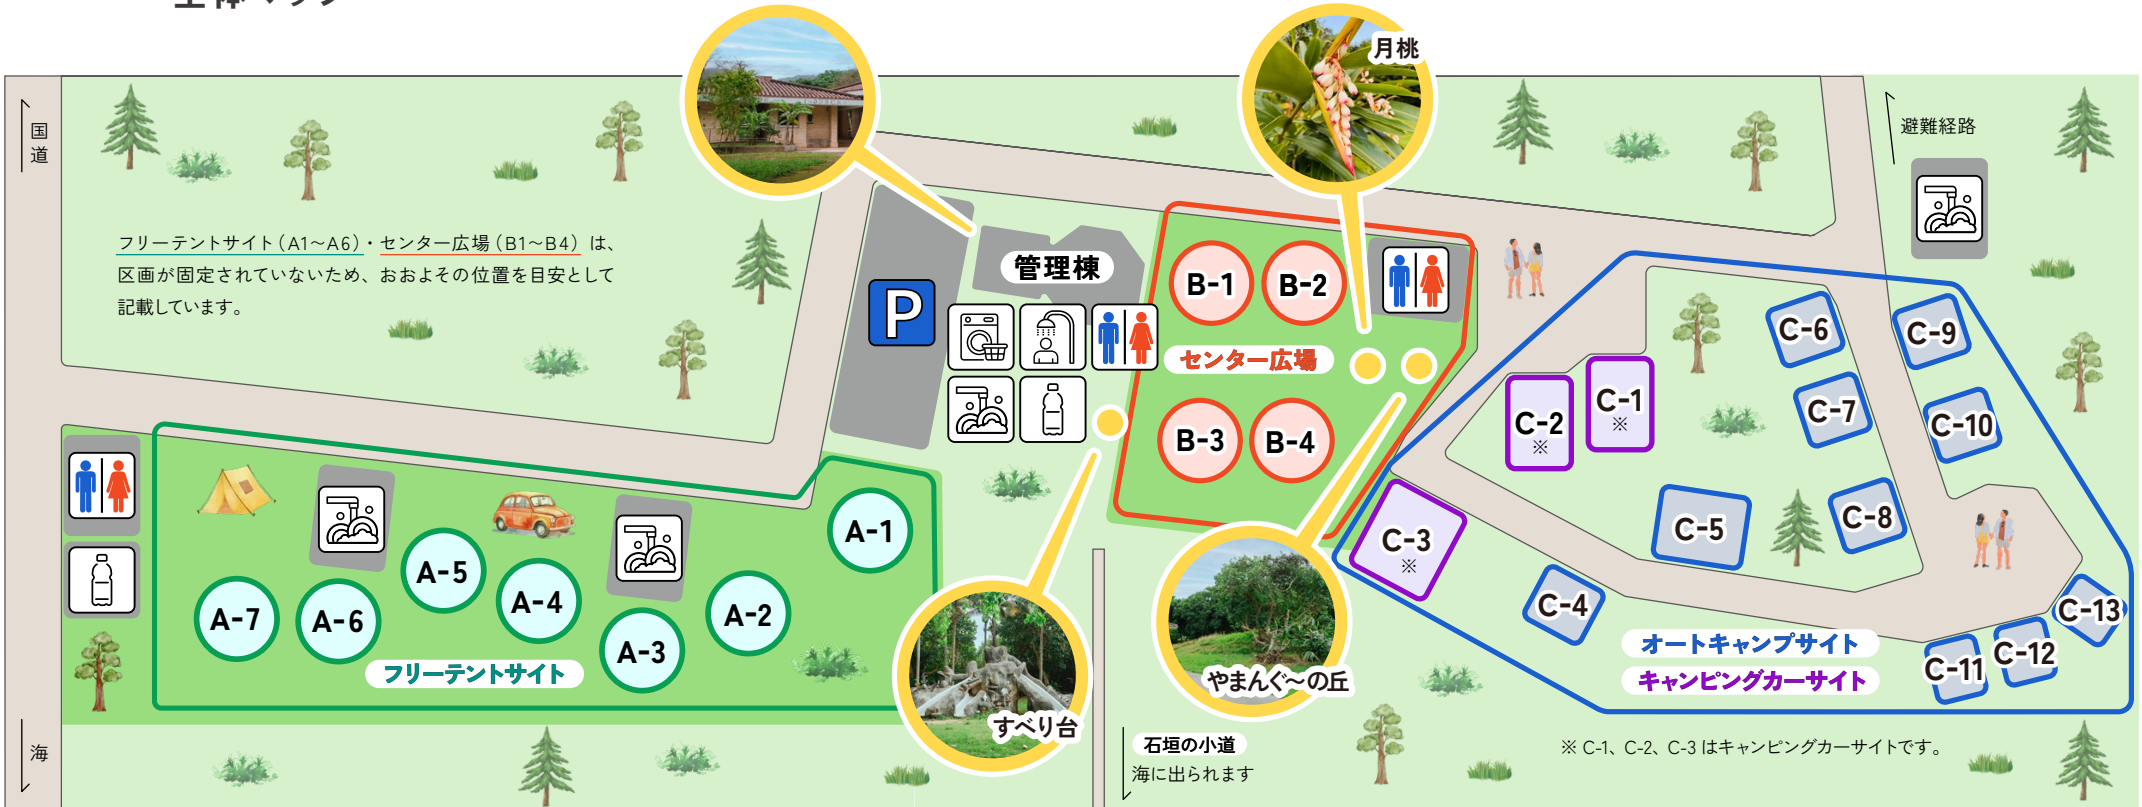 全体マップ
月桃
国道
避難経路
フリーテントサイト(A1〜A6)・センター広場(B1〜B4)は、
区画が固定されていないため、おおよその位置を目安として
記載しています。
管理棟
P
B-1
B-2
センター広場
B-3
B-4
C-1
※
C-2
※
C-3
※
C-4
C-5
C-6
C-7
C-8
C-9
C-10
C-11
C-12
C-13
A-1
A-2
A-3
A-4
A-5
A-6
A-7
フリーテントサイト
オートキャンプサイト
キャンピングカーサイト
すべり台
やまんぐ〜の丘
石垣の小道
海に出られます
海
※ C-1、C-2、C-3 はキャンピングカーサイトです。